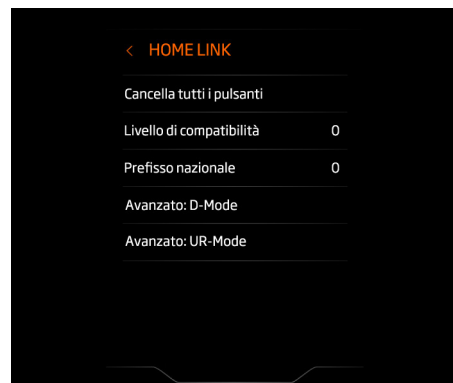 < HOME LINK
Cancella tutti i pulsanti
Livello di compatibilità 0
Prefisso nazionale 0
Avanzato: D-Mode
Avanzato: UR-Mode